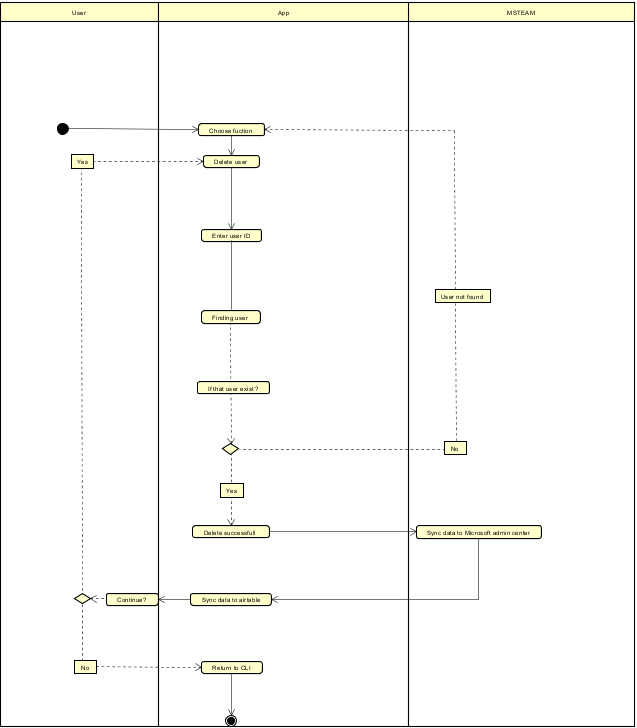 User
App
MSTEAM
Choose fuction
Yes
Delete user
Enter user ID
User not found
Finding user
If that user exist?
No
Yes
Delete successfull
Sync data to Microsoft admin center
Continue?
Sync data to airtable
No
Return to CLI